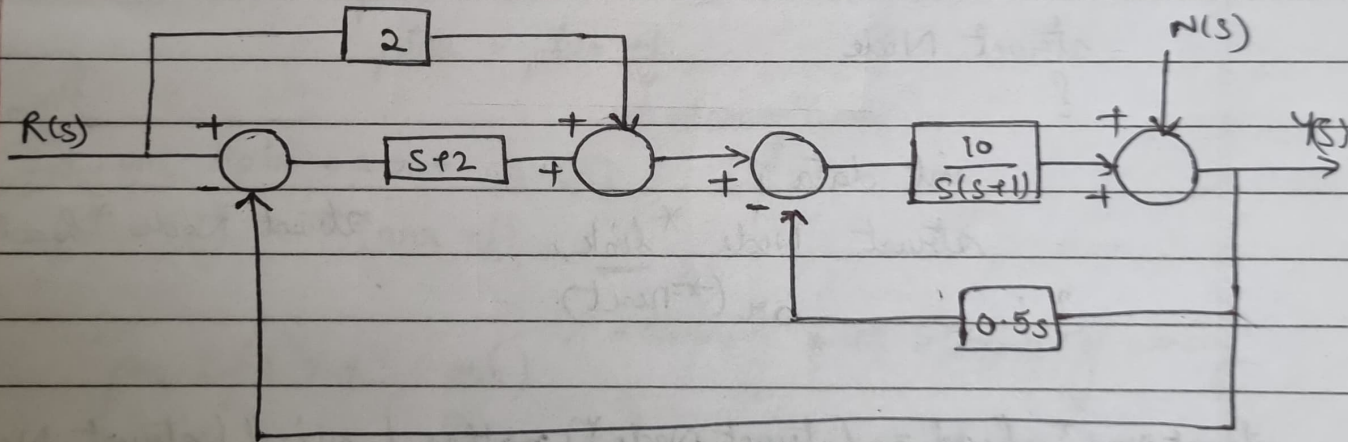 2
N(s)
R(s) + s+2 + + + - 10/s(s+1) + + Y(s)
-
0.5s